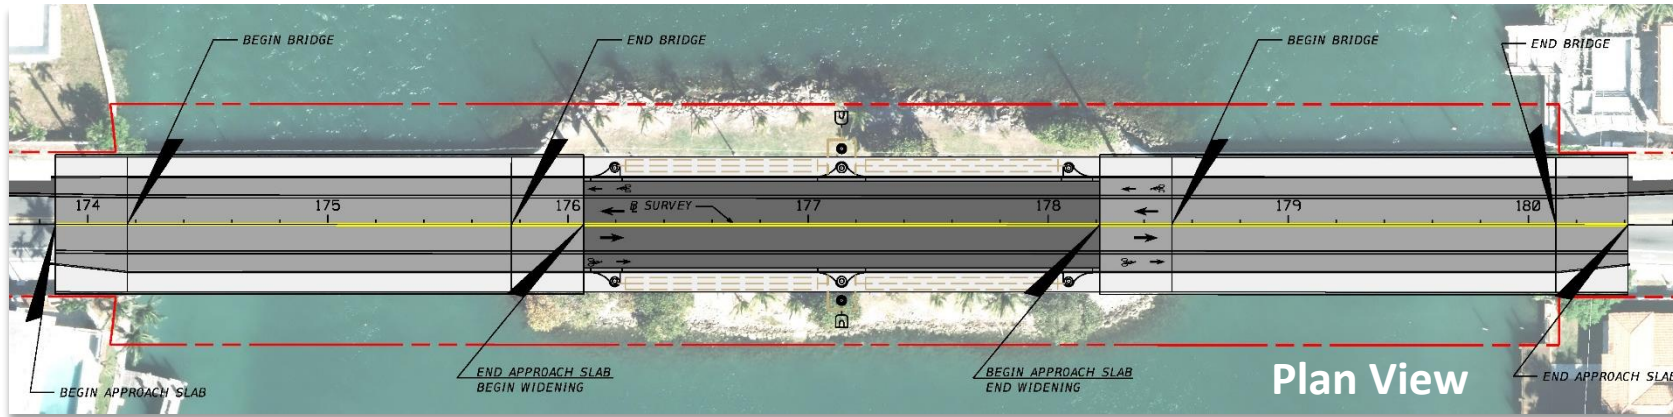 BEGIN BRIDGE
END BRIDGE
BEGIN BRIDGE
END BRIDGE
174
175
176
177
178
179
180
B SURVEY
BEGIN APPROACH SLAB
END APPROACH SLAB
BEGIN WIDENING
BEGIN APPROACH SLAB
END WIDENING
END APPROACH SLAB
Plan View